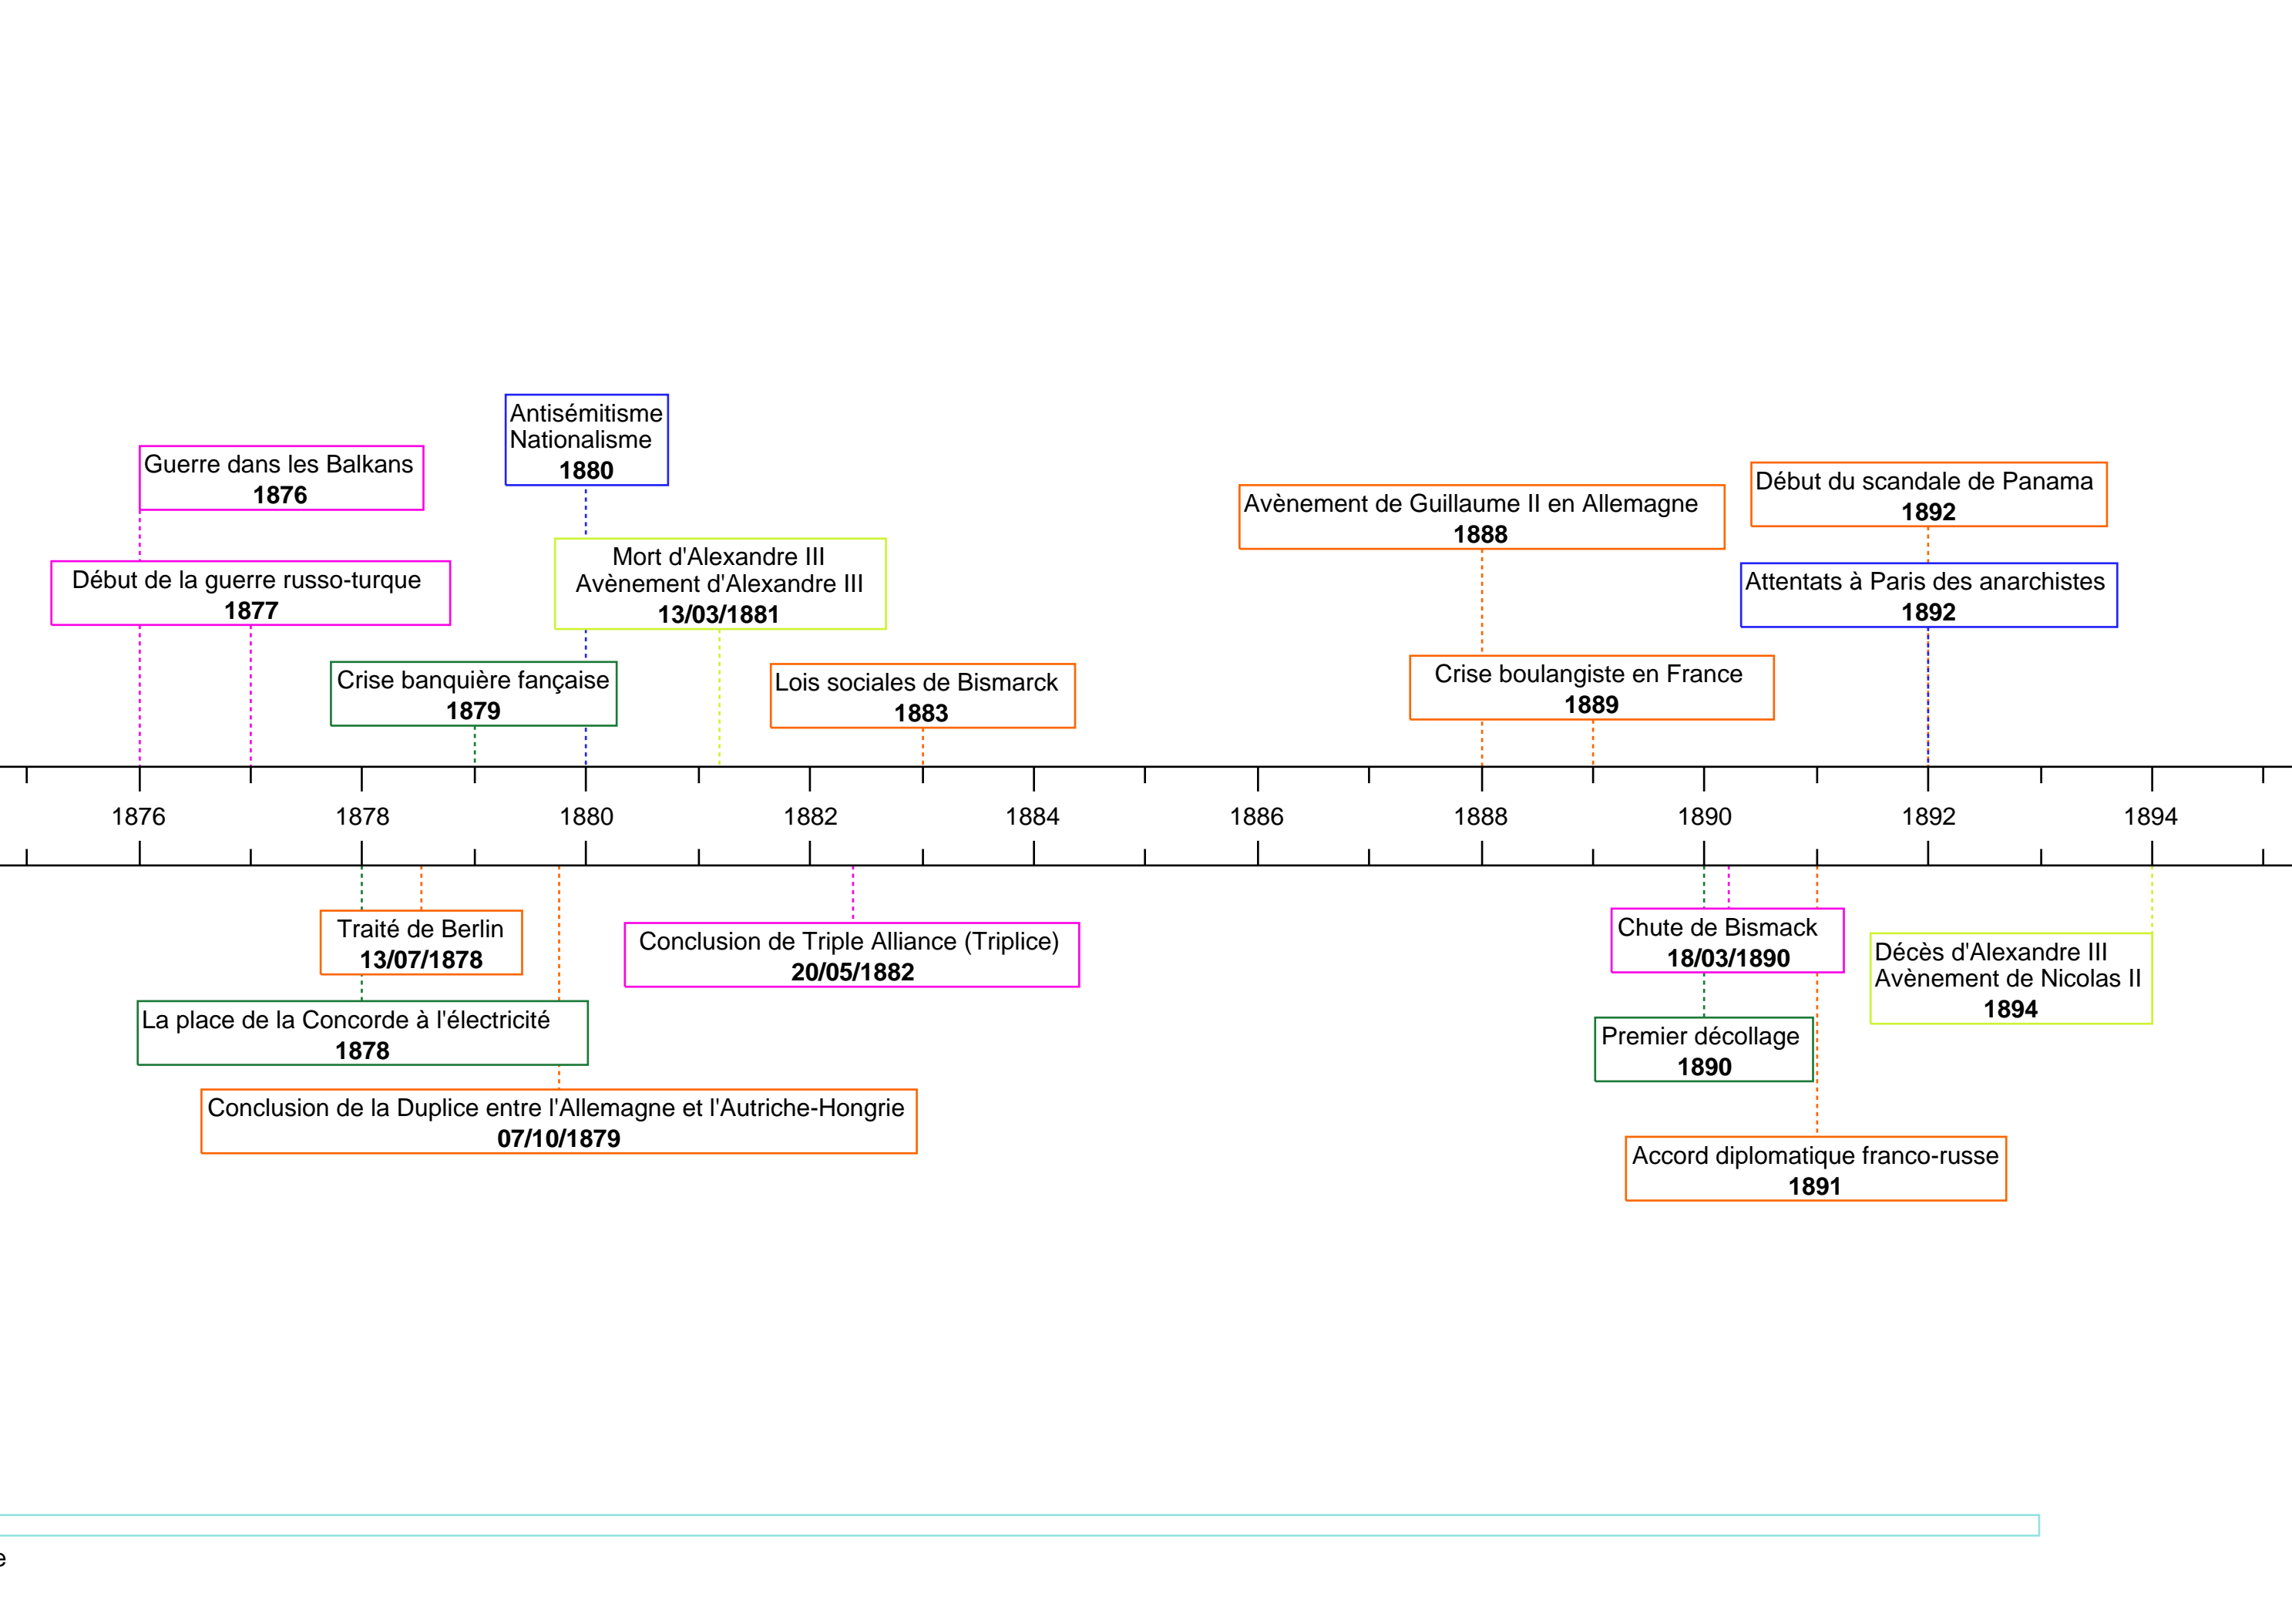 Antisémitisme
Nationalisme
1880
Guerre dans les Balkans
1876
Début du scandale de Panama
1892
Avènement de Guillaume II en Allemagne
1888
Mort d'Alexandre III
Avènement d'Alexandre III
13/03/1881
Début de la guerre russo-turque
1877
Attentats à Paris des anarchistes
1892
Crise banquière fançaise
1879
Lois sociales de Bismarck
1883
Crise boulangiste en France
1889
1876 1878 1880 1882 1884 1886 1888 1890 1892 1894
Traité de Berlin
13/07/1878
Conclusion de Triple Alliance (Triplice)
20/05/1882
Chute de Bismack
18/03/1890
Décès d'Alexandre III
Avènement de Nicolas II
1894
La place de la Concorde à l'électricité
1878
Premier décollage
1890
Conclusion de la Duplice entre l'Allemagne et l'Autriche-Hongrie
07/10/1879
Accord diplomatique franco-russe
1891
e